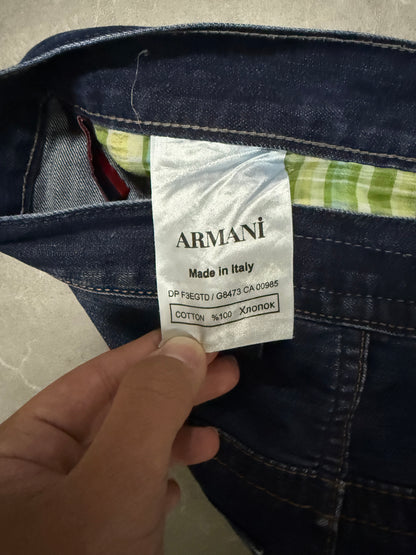 ARMANİ
Made in Italy
DP F3EGTD / G8473 CA 00985
COTTON %100 Хлопок